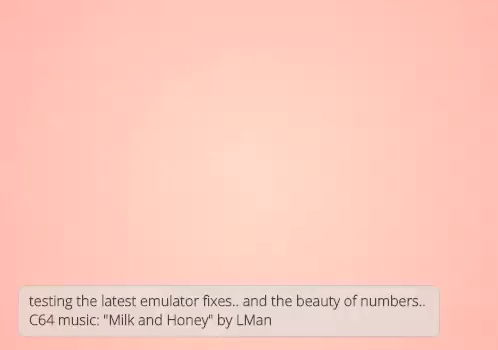 testing the latest emulator fixes.. and the beauty of numbers..
C64 music: "Milk and Honey" by LMan